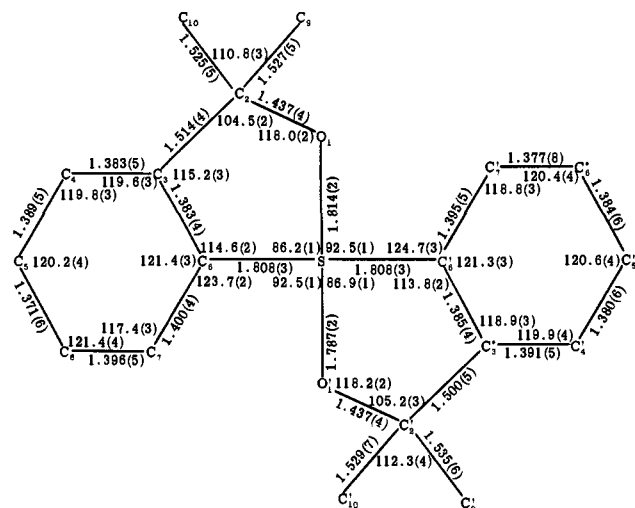 C₁₀ C₉
110.8(3)
1.525(5) 1.527(5)
C₂ 1.437(4)
1.514(4) 104.5(2)
118.0(2) O₁
1.383(5) C'₇ 1.377(8) C'₈
C₄ 119.6(3) C₃ 115.2(3) 120.4(4)
119.8(3) 118.8(3)
1.389(5) 1.383(4) 1.814(2) 1.395(5) 1.384(6)
114.6(2) 86.2(1) 92.5(1) 124.7(3)
C₅ 120.2(4) 121.4(3) C₆ S C'₆ 121.3(3) 120.6(4) C'₅
1.808(3) 1.808(3)
123.7(2) 92.5(1) 86.9(1) 113.8(2)
1.371(6) 1.400(4) 1.787(2) 1.385(4) 1.380(6)
117.4(3) 118.9(3)
121.4(4) 119.9(4)
C₈ 1.396(5) C₇ C'₃ 1.391(5) C'₄
O'₁ 118.2(2) 1.500(5)
105.2(3)
1.437(4) C'₂
1.529(7) 1.535(6)
112.3(4)
C'₁₀